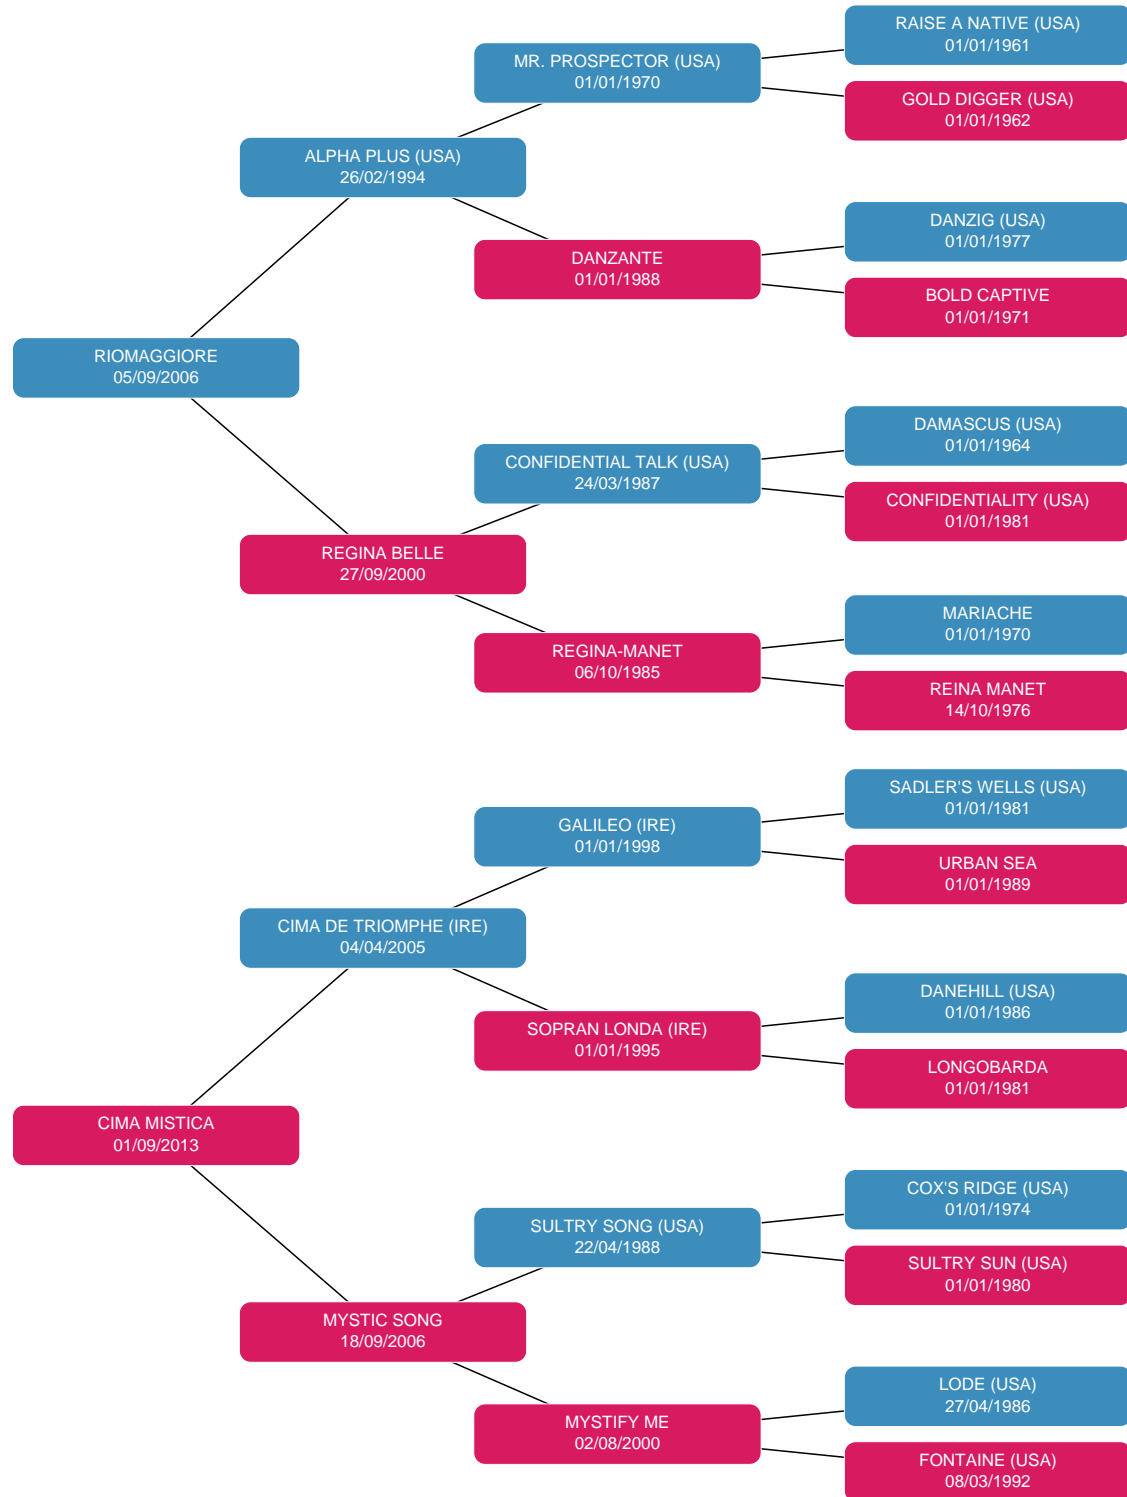 RAISE A NATIVE (USA)
01/01/1961
MR. PROSPECTOR (USA)
01/01/1970
GOLD DIGGER (USA)
01/01/1962
ALPHA PLUS (USA)
26/02/1994
DANZIG (USA)
01/01/1977
DANZANTE
01/01/1988
BOLD CAPTIVE
01/01/1971
RIOMAGGIORE
05/09/2006
DAMASCUS (USA)
01/01/1964
CONFIDENTIAL TALK (USA)
24/03/1987
CONFIDENTIALITY (USA)
01/01/1981
REGINA BELLE
27/09/2000
MARIACHE
01/01/1970
REGINA-MANET
06/10/1985
REINA MANET
14/10/1976
SADLER'S WELLS (USA)
01/01/1981
GALILEO (IRE)
01/01/1998
URBAN SEA
01/01/1989
CIMA DE TRIOMPHE (IRE)
04/04/2005
DANEHILL (USA)
01/01/1986
SOPRAN LONDA (IRE)
01/01/1995
LONGOBARDA
01/01/1981
CIMA MISTICA
01/09/2013
COX'S RIDGE (USA)
01/01/1974
SULTRY SONG (USA)
22/04/1988
SULTRY SUN (USA)
01/01/1980
MYSTIC SONG
18/09/2006
LODE (USA)
27/04/1986
MYSTIFY ME
02/08/2000
FONTAINE (USA)
08/03/1992